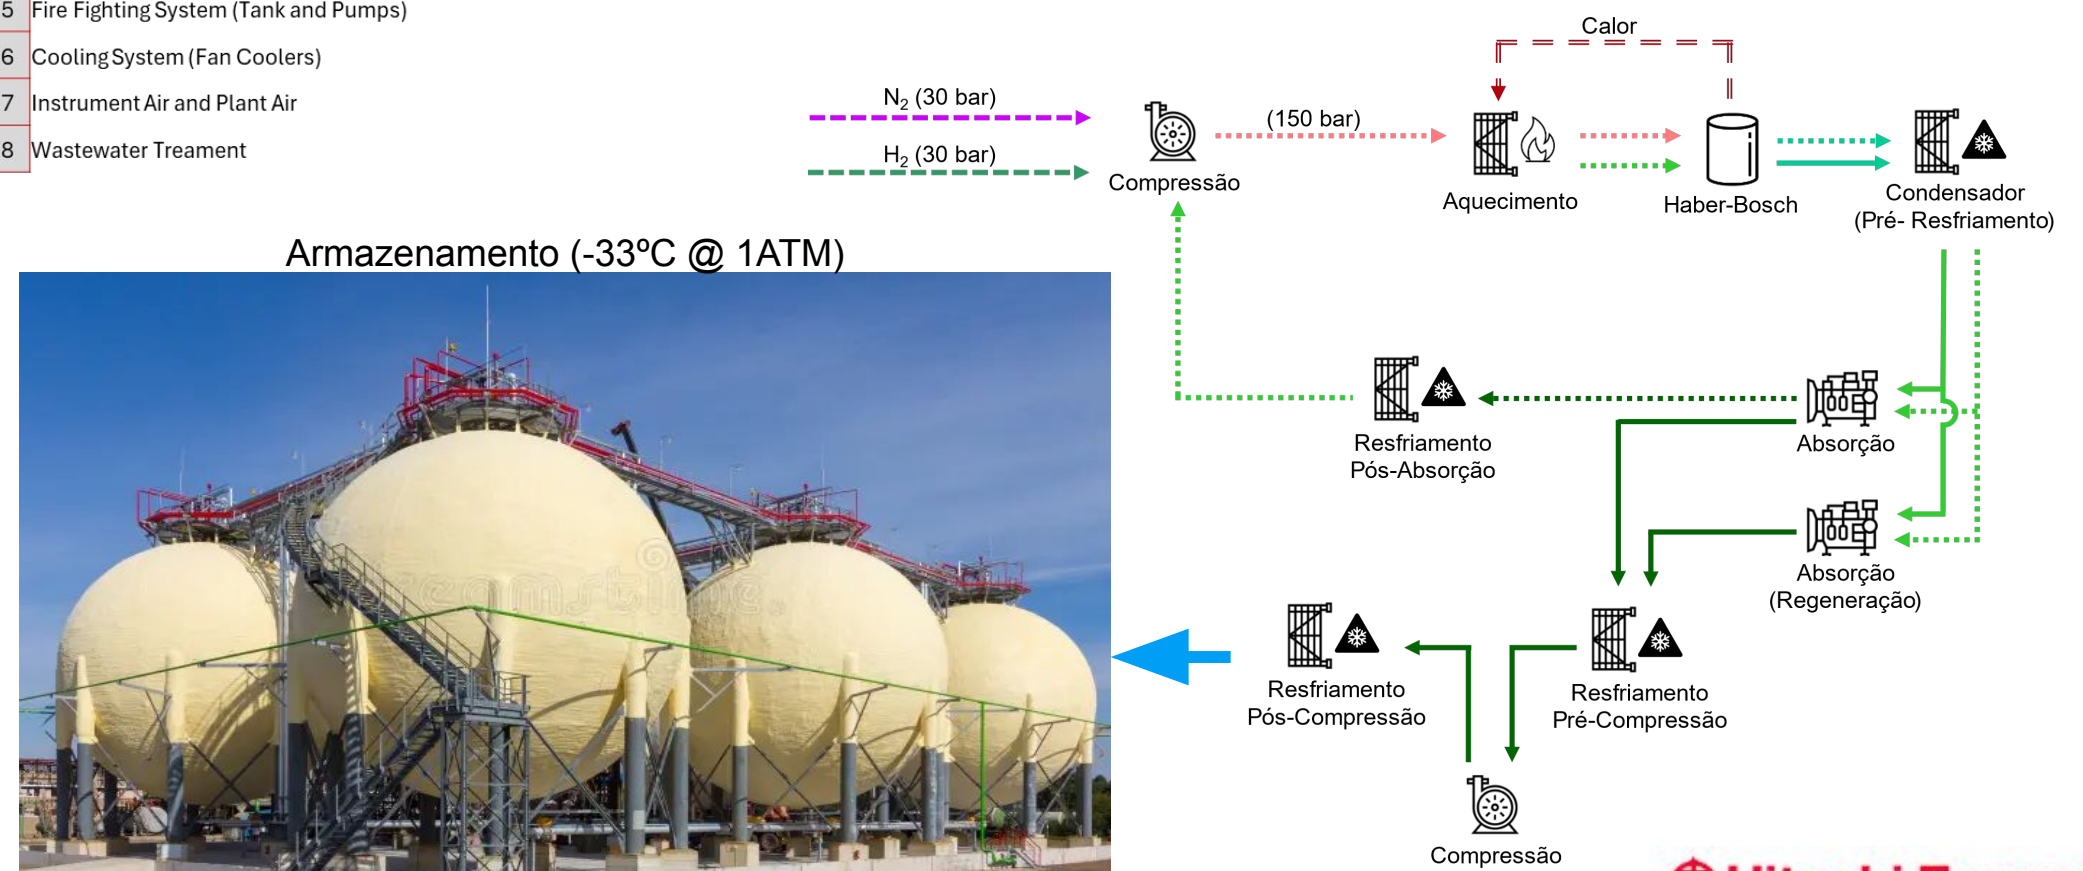 5 Fire Fighting System (Tank and Pumps)
6 Cooling System (Fan Coolers)
7 Instrument Air and Plant Air
8 Wastewater Treament
Calor
N₂ (30 bar)
H₂ (30 bar)
(150 bar)
Compressão
Aquecimento
Haber-Bosch
Condensador
(Pré- Resfriamento)
Armazenamento (-33ºC @ 1ATM)
Resfriamento
Pós-Absorção
Absorção
Absorção
(Regeneração)
Resfriamento
Pós-Compressão
Resfriamento
Pré-Compressão
Compressão